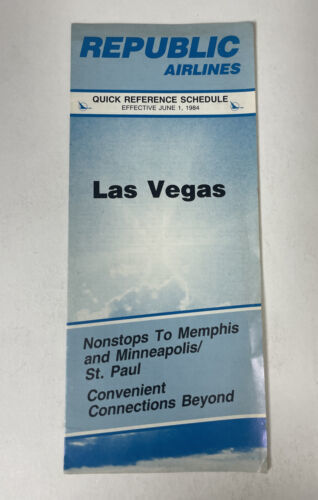 REPUBLIC
AIRLINES
QUICK REFERENCE SCHEDULE
EFFECTIVE JUNE 1, 1984
Las Vegas
Nonstops To Memphis
and Minneapolis/
St. Paul
Convenient
Connections Beyond